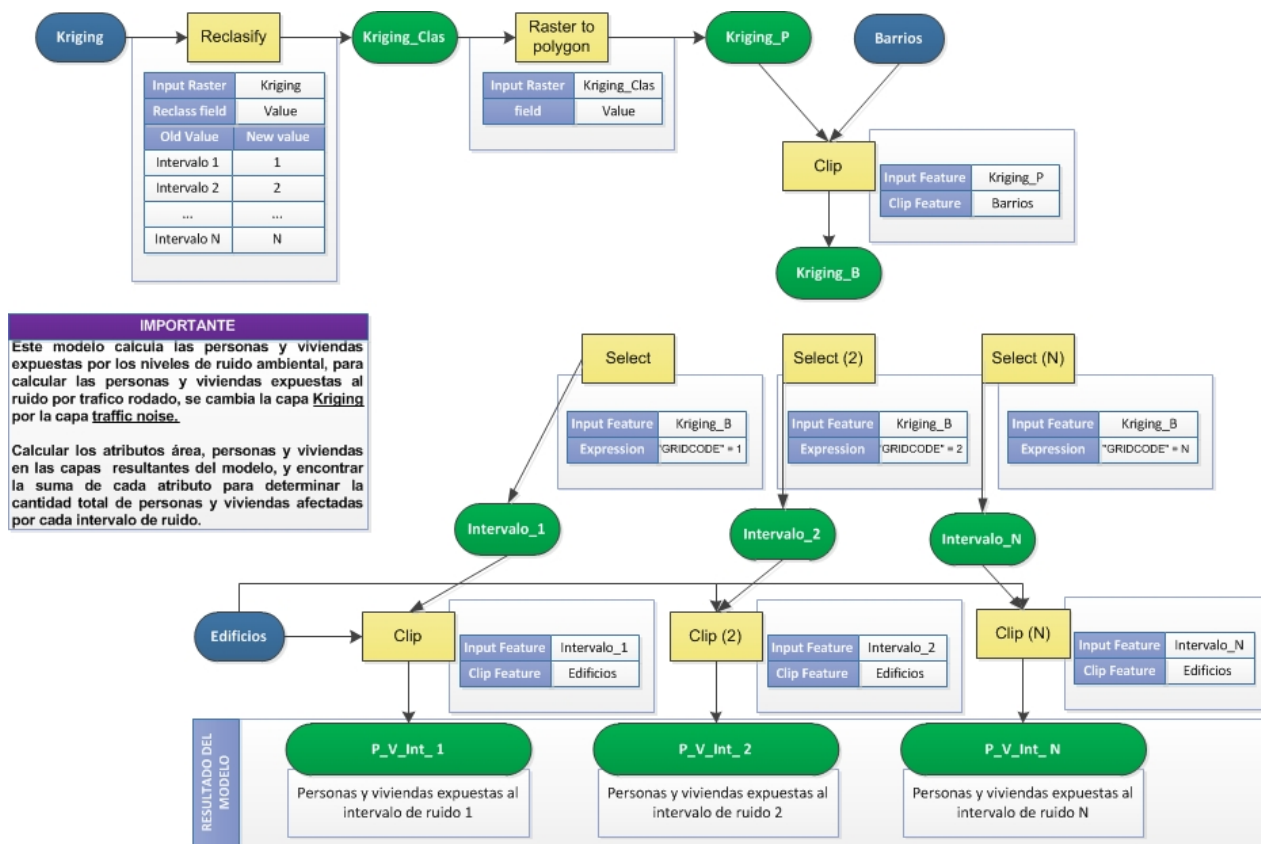 Kriging
Reclasify
Kriging_Clas
Raster to
polygon
Kriging_P
Barrios
Input Raster Kriging
Reclass field Value
Old Value New value
Intervalo 1 1
Intervalo 2 2
... ...
Intervalo N N
Input Raster Kriging_Clas
field Value
Clip
Input Feature Kriging_P
Clip Feature Barrios
Kriging_B
IMPORTANTE
Este modelo calcula las personas y viviendas
expuestas por los niveles de ruido ambiental, para
calcular las personas y viviendas expuestas al
ruido por trafico rodado, se cambia la capa Kriging
por la capa traffic noise.
Calcular los atributos área, personas y viviendas
en las capas resultantes del modelo, y encontrar
la suma de cada atributo para determinar la
cantidad total de personas y viviendas afectadas
por cada intervalo de ruido.
Select
Select (2)
Select (N)
Input Feature Kriging_B
Expression "GRIDCODE" = 1
Input Feature Kriging_B
Expression "GRIDCODE" = 2
Input Feature Kriging_B
Expression "GRIDCODE" = N
Intervalo_1
Intervalo_2
Intervalo_N
Edificios
Clip
Clip (2)
Clip (N)
Input Feature Intervalo_1
Clip Feature Edificios
Input Feature Intervalo_2
Clip Feature Edificios
Input Feature Intervalo_N
Clip Feature Edificios
RESULTADO DEL
MODELO
P_V_Int_ 1
P_V_Int_ 2
P_V_Int_ N
Personas y viviendas expuestas al
intervalo de ruido 1
Personas y viviendas expuestas al
intervalo de ruido 2
Personas y viviendas expuestas al
intervalo de ruido N